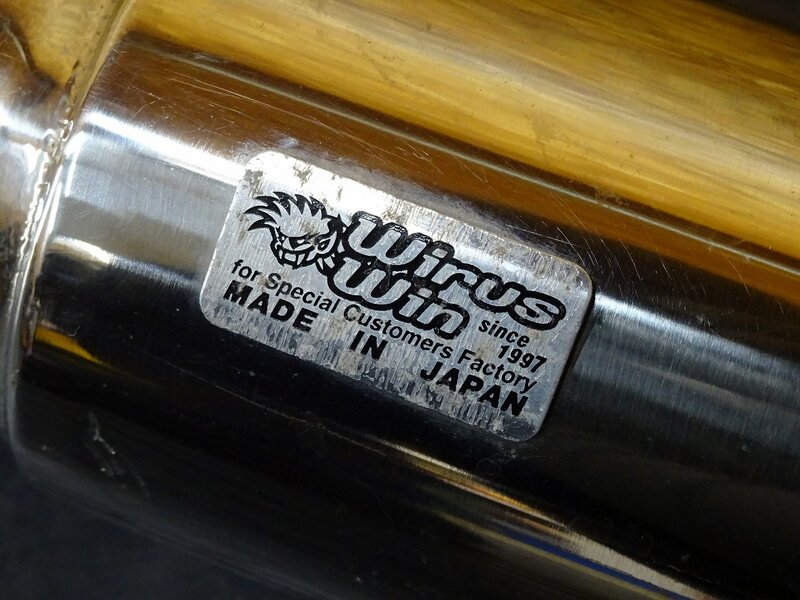 Wirus
Win since
1997
for Special Customers Factory
MADE IN JAPAN